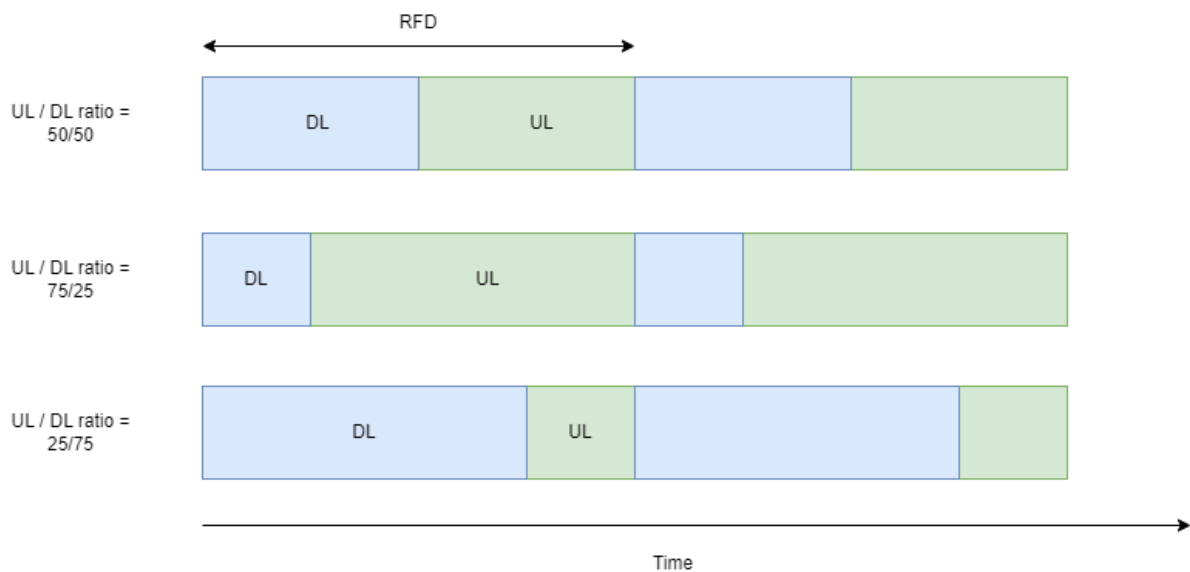 RFD
UL / DL ratio =
50/50
DL
UL
UL / DL ratio =
75/25
DL
UL
UL / DL ratio =
25/75
DL
UL
Time